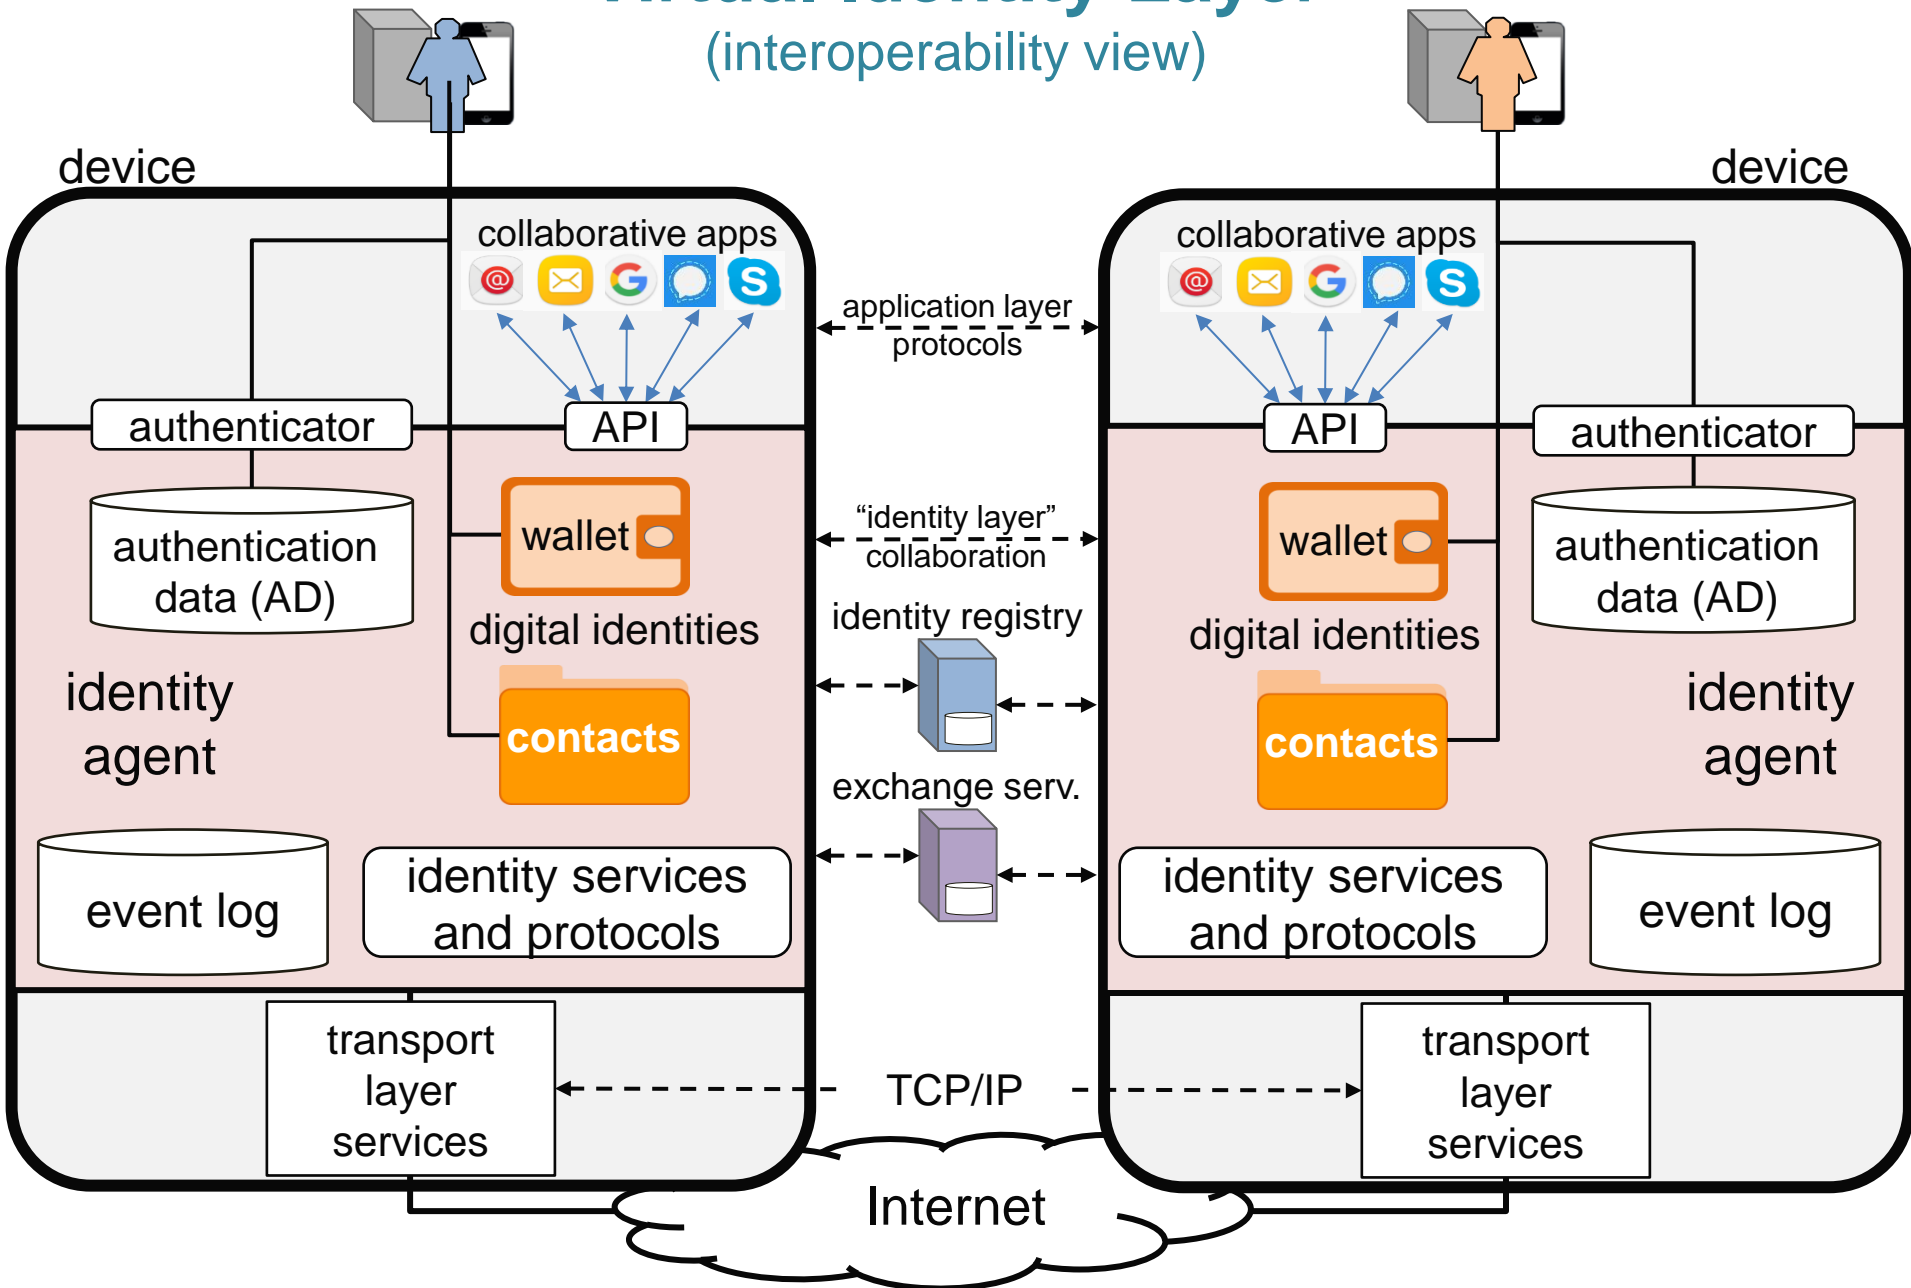 Virtual Identity Layer
(interoperability view)
device
collaborative apps
@
G
S
authenticator
API
authentication
data (AD)
wallet
digital identities
identity
agent
contacts
event log
identity services
and protocols
transport
layer
services
application layer
protocols
“identity layer”
collaboration
identity registry
exchange serv.
TCP/IP
Internet
device
collaborative apps
@
G
S
API
authenticator
wallet
authentication
data (AD)
digital identities
contacts
identity
agent
identity services
and protocols
event log
transport
layer
services